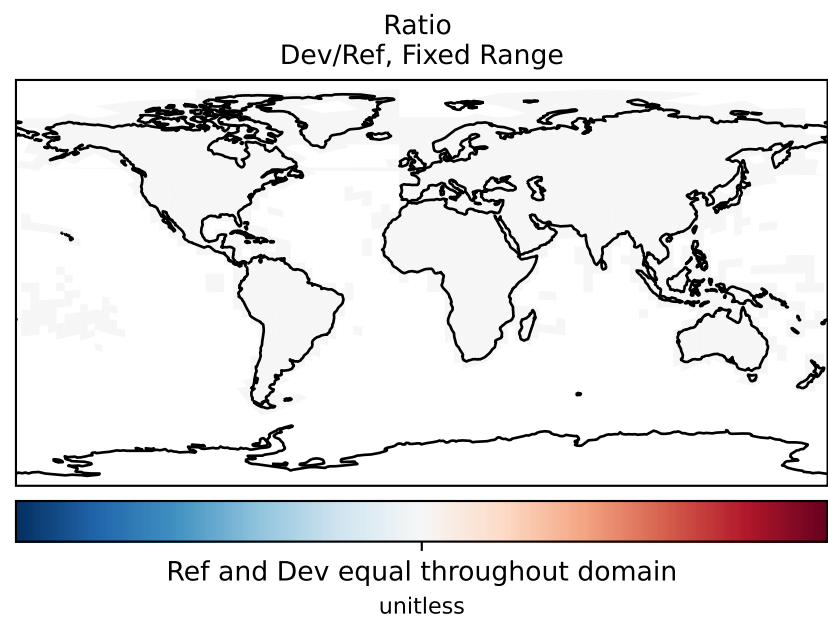 Ratio
Dev/Ref, Fixed Range
Ref and Dev equal throughout domain
unitless